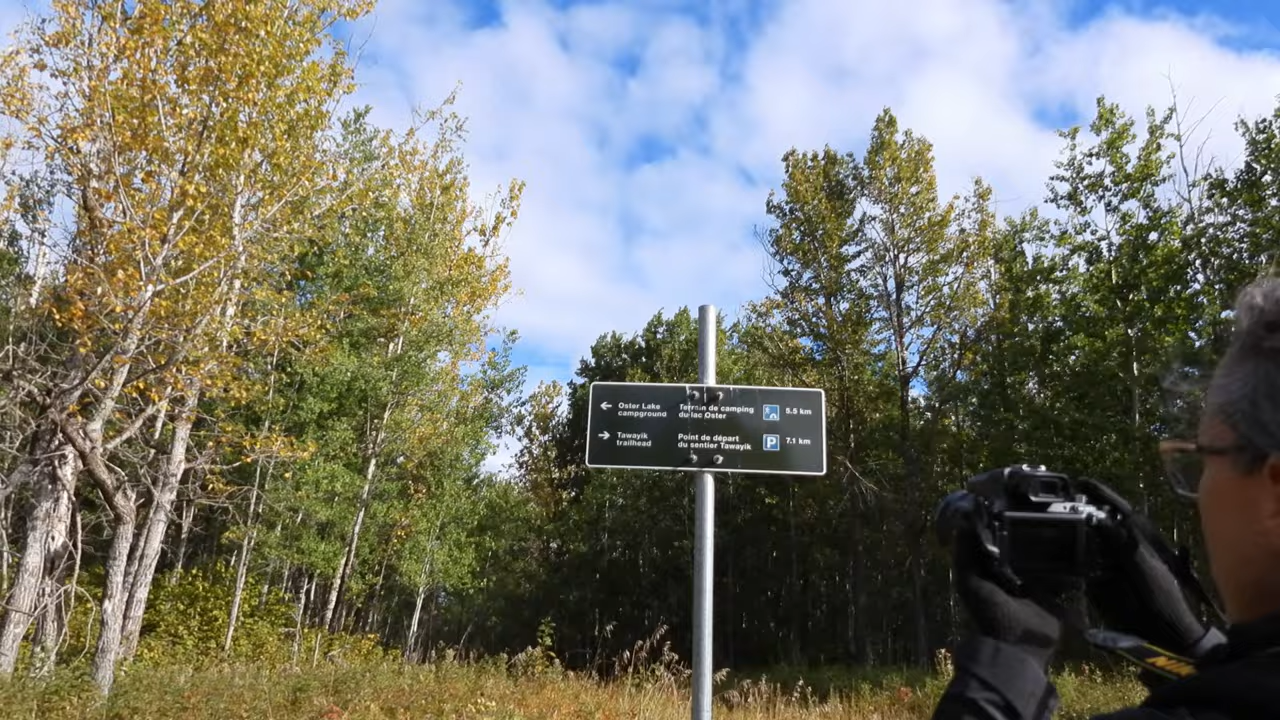 ← Oster Lake campground Terrain de camping du lac Oster 5.5 km
→ Tawayik trailhead Point de départ du sentier Tawayik P 7.1 km